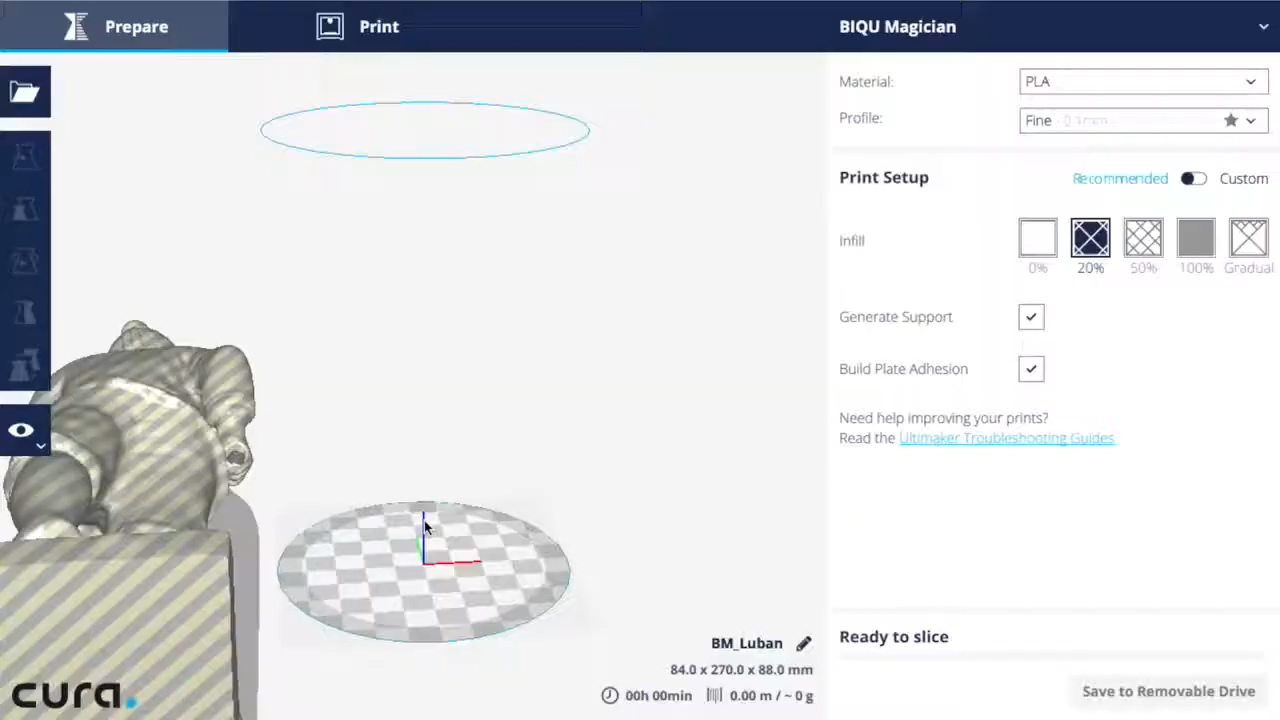 Prepare
Print
BIQU Magician
Material:
PLA
Profile:
Fine 0.1mm
Print Setup
Recommended
Custom
Infill
0%
20%
50%
100%
Gradual
Generate Support
Build Plate Adhesion
Need help improving your prints?
Read the Ultimaker Troubleshooting Guides
BM_Luban
84.0 x 270.0 x 88.0 mm
00h 00min
0.00 m / ~ 0 g
Ready to slice
Save to Removable Drive
cura.